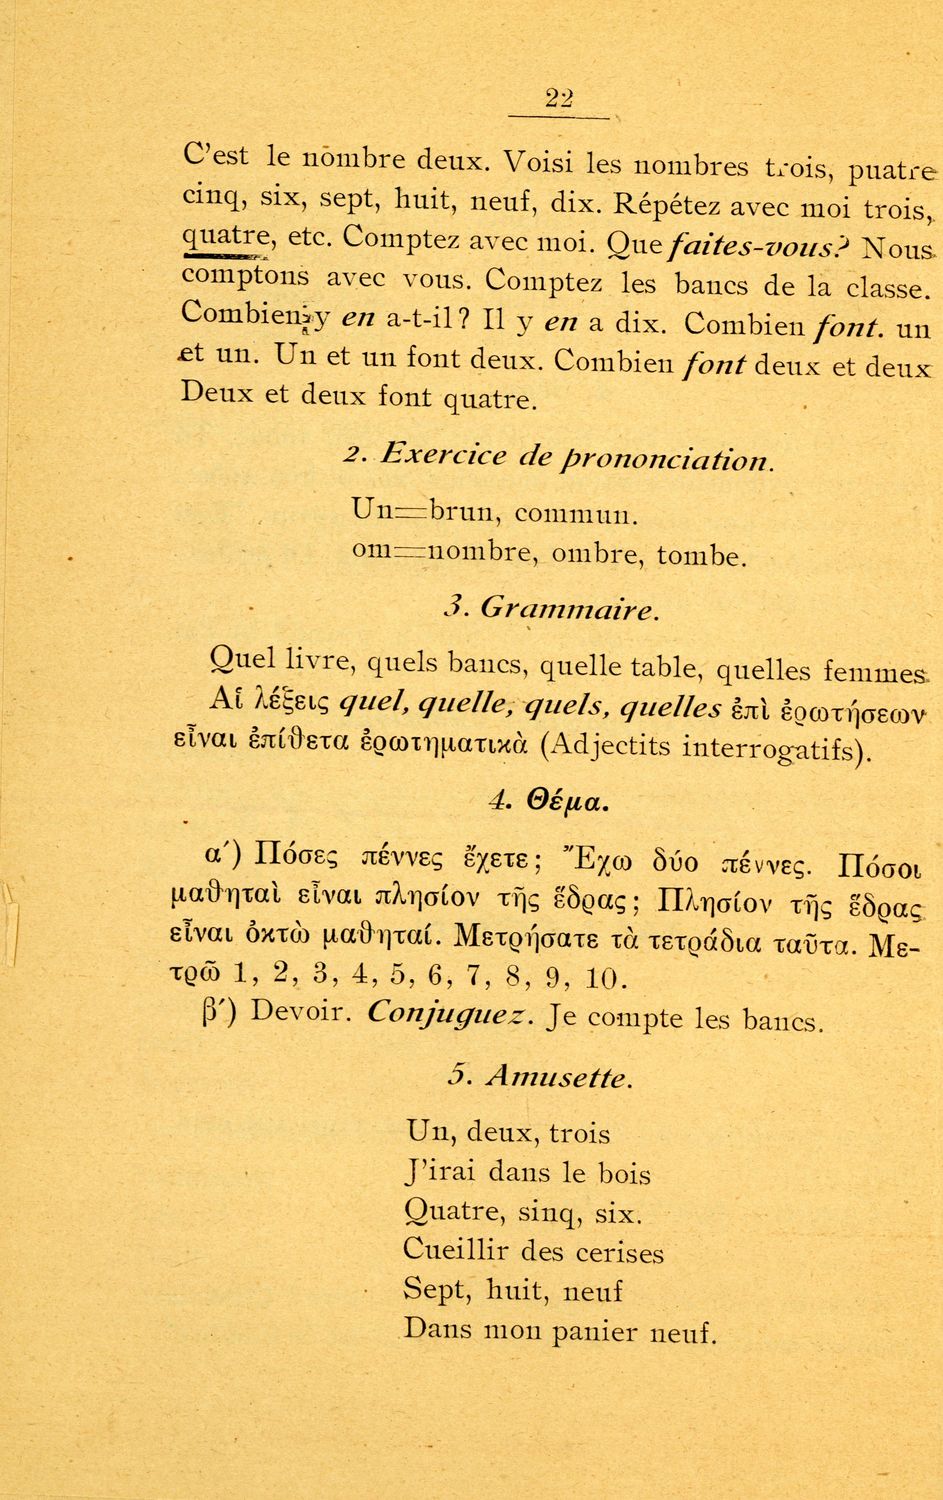 22
C'est le nombre deux. Voisi les nombres trois, puatre
cinq, six, sept, huit, neuf, dix. Répétez avec moi trois,
quatre, etc. Comptez avec moi. Que faites-vous? Nous
comptons avec vous. Comptez les bancs de la classe.
Combien y en a-t-il? Il y en a dix. Combien font. un
et un. Un et un font deux. Combien font deux et deux
Deux et deux font quatre.
2. Exercice de prononciation.
Un=brun, commun.
om=nombre, ombre, tombe.
3. Grammaire.
Quel livre, quels bancs, quelle table, quelles femmes.
Αἱ λέξεις quel, quelle, quels, quelles ἐπὶ ἐρωτήσεων
εἶναι ἐπίθετα ἐρωτηματικὰ (Adjectits interrogatifs).
4. Θέμα.
α´) Πόσες πέννες ἔχετε; Ἔχω δύο πέννες. Πόσοι
μαθηταὶ εἶναι πλησίον τῆς ἕδρας; Πλησίον τῆς ἕδρας
εἶναι ὀκτὼ μαθηταί. Μετρήσατε τὰ τετράδια ταῦτα. Με-
τρῶ 1, 2, 3, 4, 5, 6, 7, 8, 9, 10.
β´) Devoir. Conjuguez. Je compte les bancs.
5. Amusette.
Un, deux, trois
J'irai dans le bois
Quatre, sinq, six.
Cueillir des cerises
Sept, huit, neuf
Dans mon panier neuf.